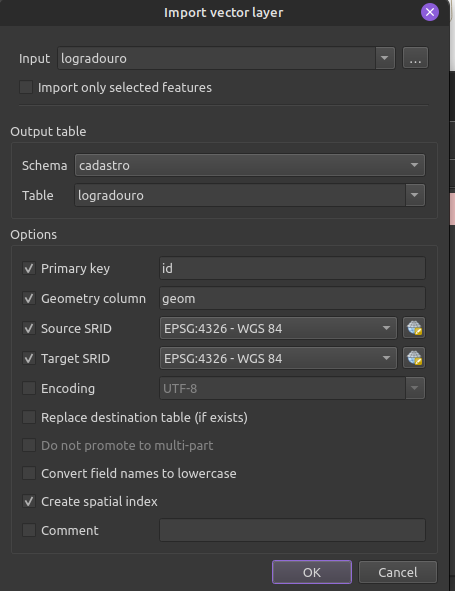 Import vector layer
Input logradouro ...
Import only selected features
Output table
Schema cadastro
Table logradouro
Options
Primary key id
Geometry column geom
Source SRID EPSG:4326 - WGS 84
Target SRID EPSG:4326 - WGS 84
Encoding UTF-8
Replace destination table (if exists)
Do not promote to multi-part
Convert field names to lowercase
Create spatial index
Comment
OK Cancel